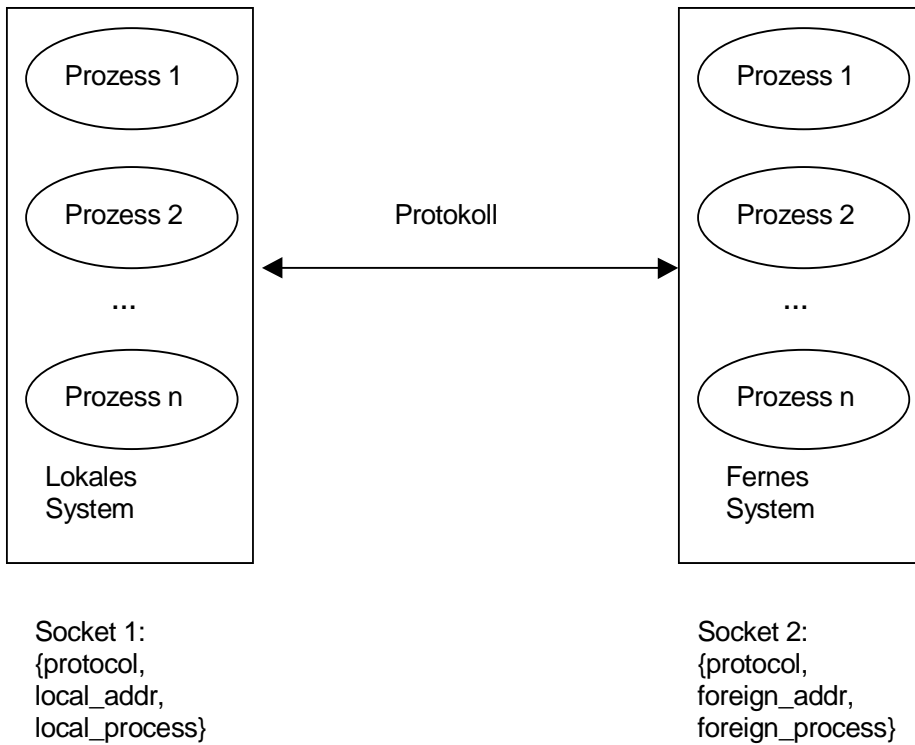 Prozess 1
Prozess 2
...
Prozess n
Lokales
System
Protokoll
Prozess 1
Prozess 2
...
Prozess n
Fernes
System
Socket 1:
{protocol,
local_addr,
local_process}
Socket 2:
{protocol,
foreign_addr,
foreign_process}